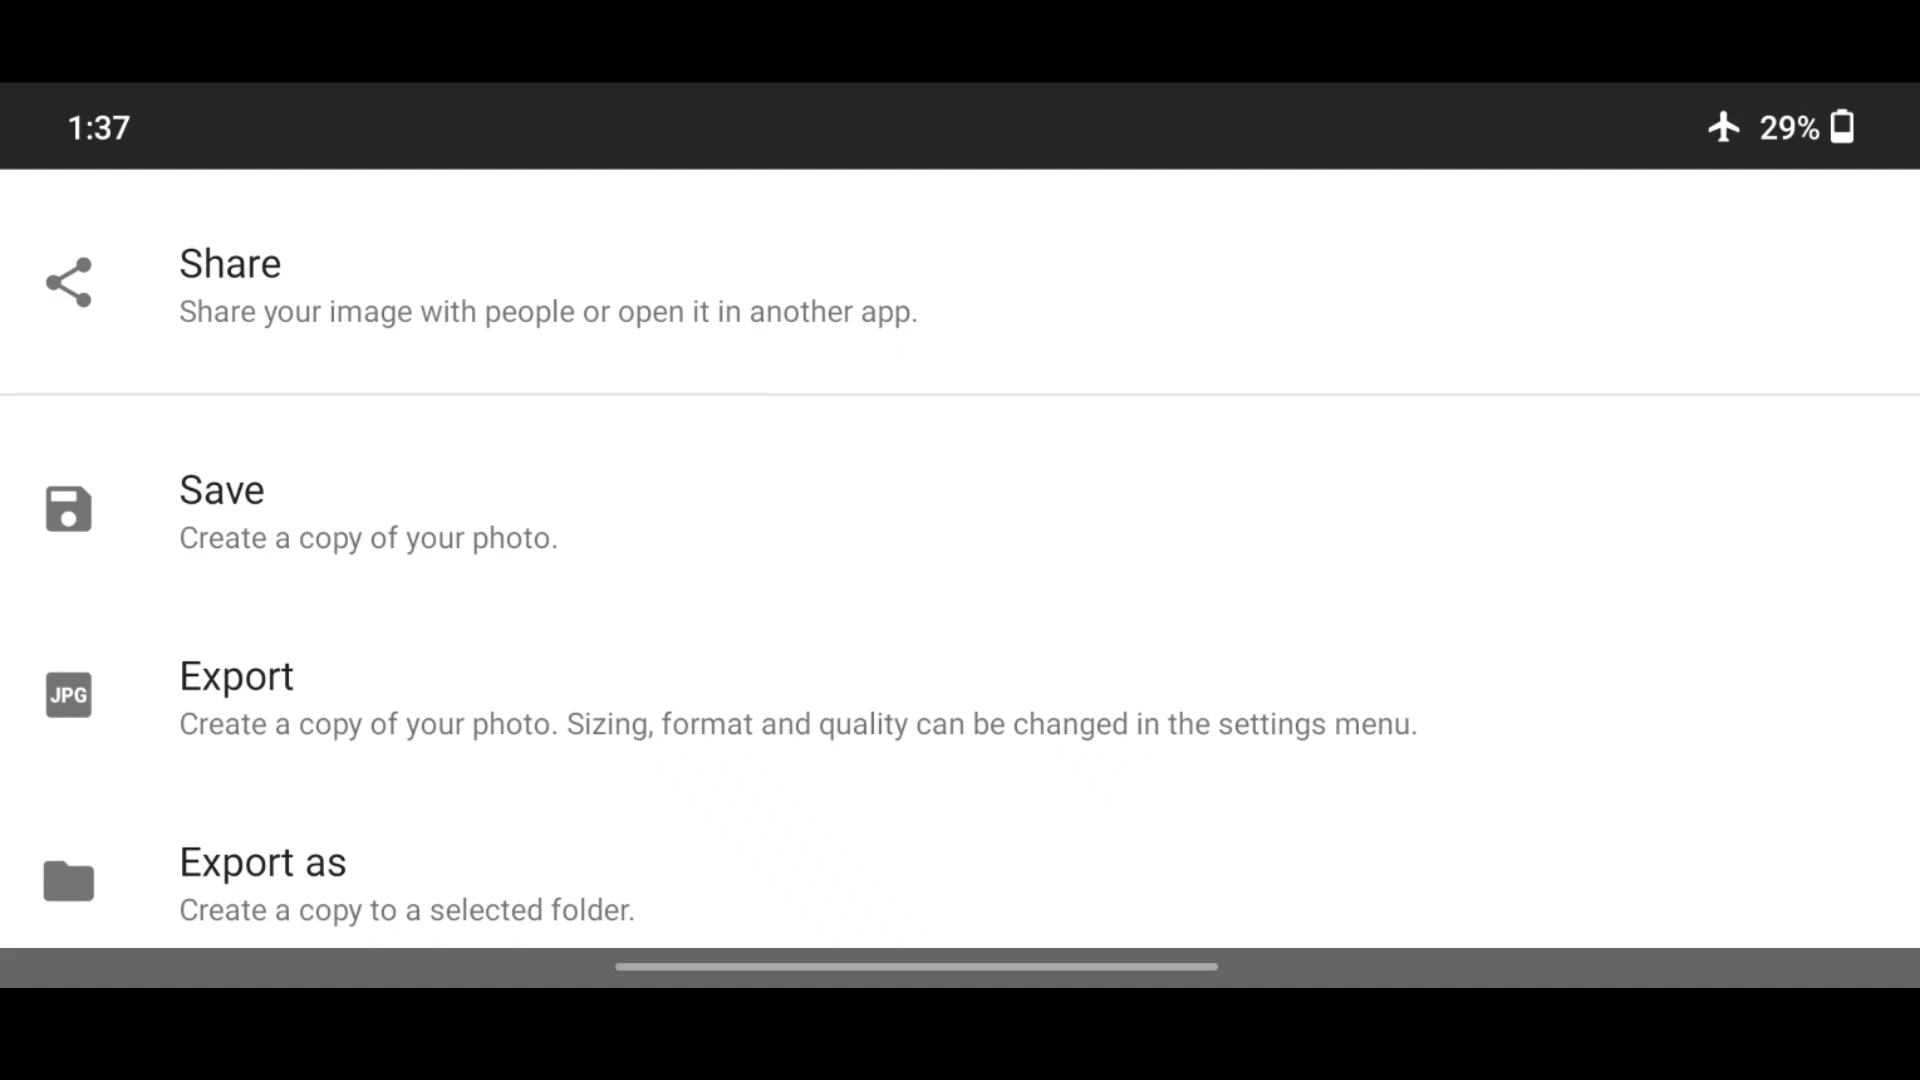 1:37
29%
Share
Share your image with people or open it in another app.
Save
Create a copy of your photo.
JPG
Export
Create a copy of your photo. Sizing, format and quality can be changed in the settings menu.
Export as
Create a copy to a selected folder.